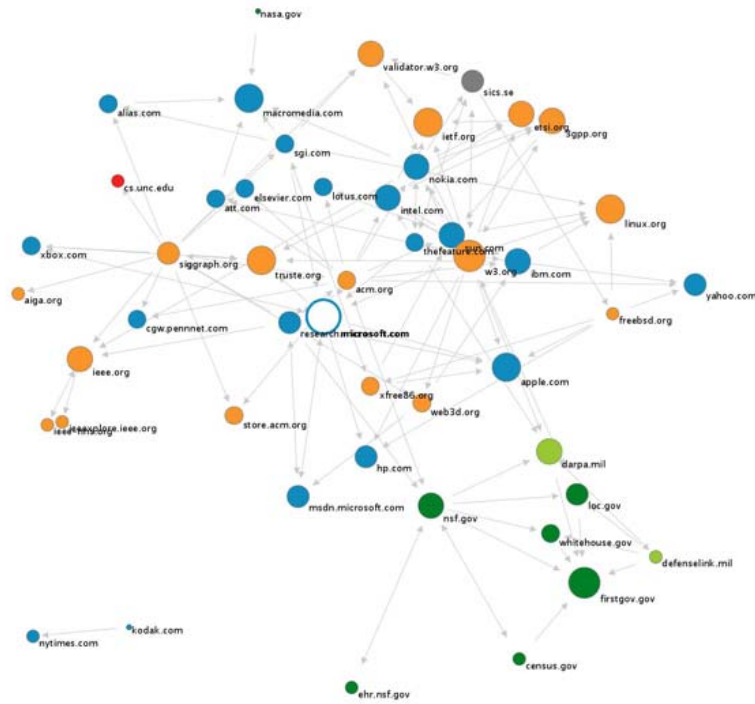 nasa.gov
validator.w3.org
sics.se
alias.com
macromedia.com
ietf.org
etsi.org
3gpp.org
sgi.com
nokia.com
cs.unc.edu
elsevier.com
lotus.com
att.com
intel.com
linux.org
thefeature.com
sun.com
xbox.com
siggraph.org
truste.org
w3.org
ibm.com
acm.org
yahoo.com
aiga.org
cgw.pennnet.com
research.microsoft.com
freebsd.org
ieee.org
apple.com
xfree86.org
web3d.org
store.acm.org
ieeexplore.ieee.org
hp.com
darpa.mil
msdn.microsoft.com
nsf.gov
loc.gov
whitehouse.gov
defenselink.mil
firstgov.gov
nytimes.com
kodak.com
census.gov
ehr.nsf.gov